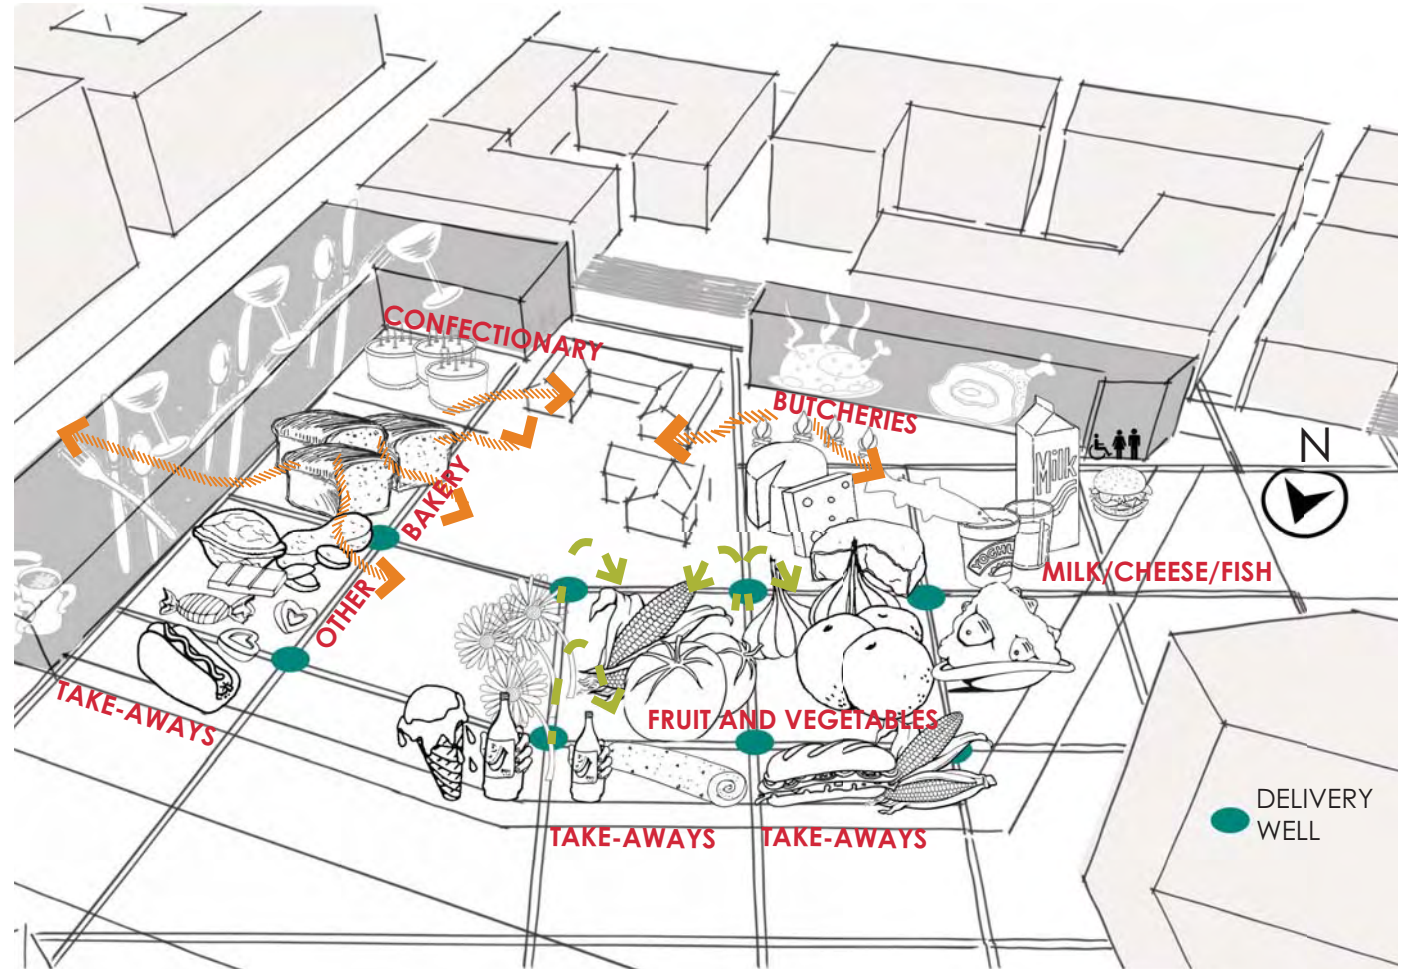 CONFECTIONARY
BUTCHERIES
N
Milk
BAKERY
MILK/CHEESE/FISH
OTHER
TAKE-AWAYS
FRUIT AND VEGETABLES
DELIVERY
WELL
TAKE-AWAYS
TAKE-AWAYS